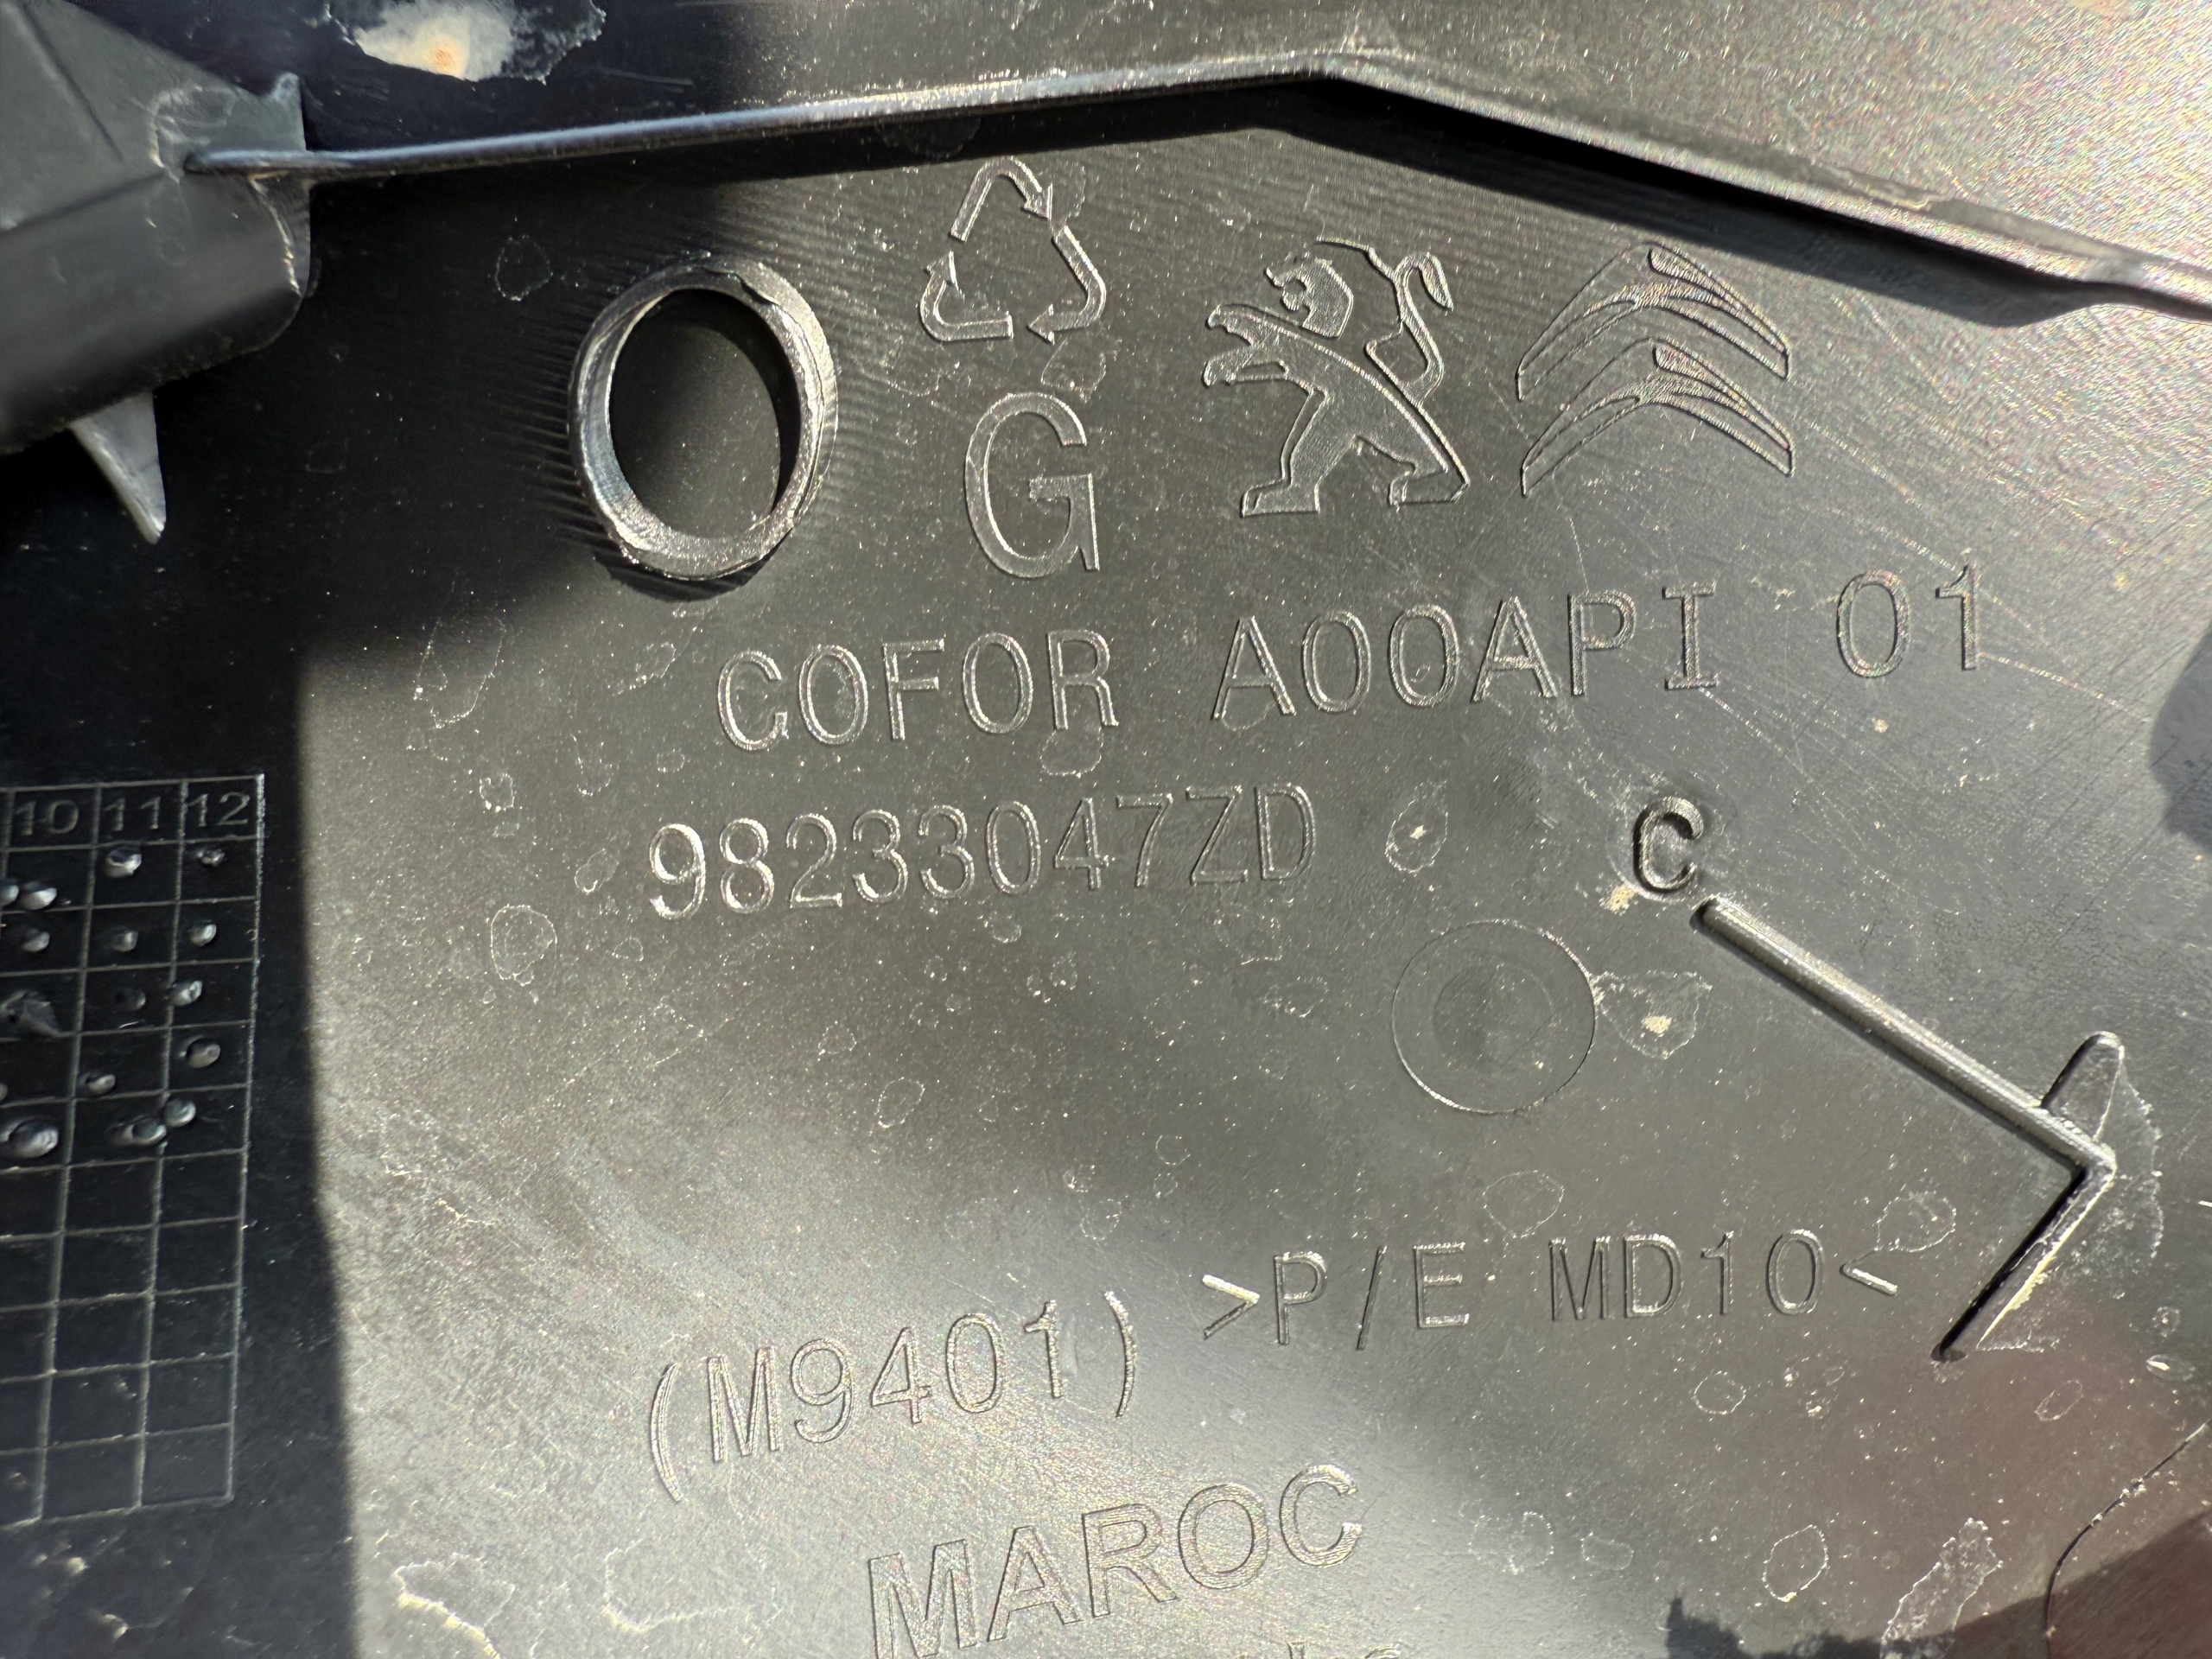 G
COFOR A00API 01
98233047ZD
C
10 11 12
>P/E MD10<
(M9401)
MAROC